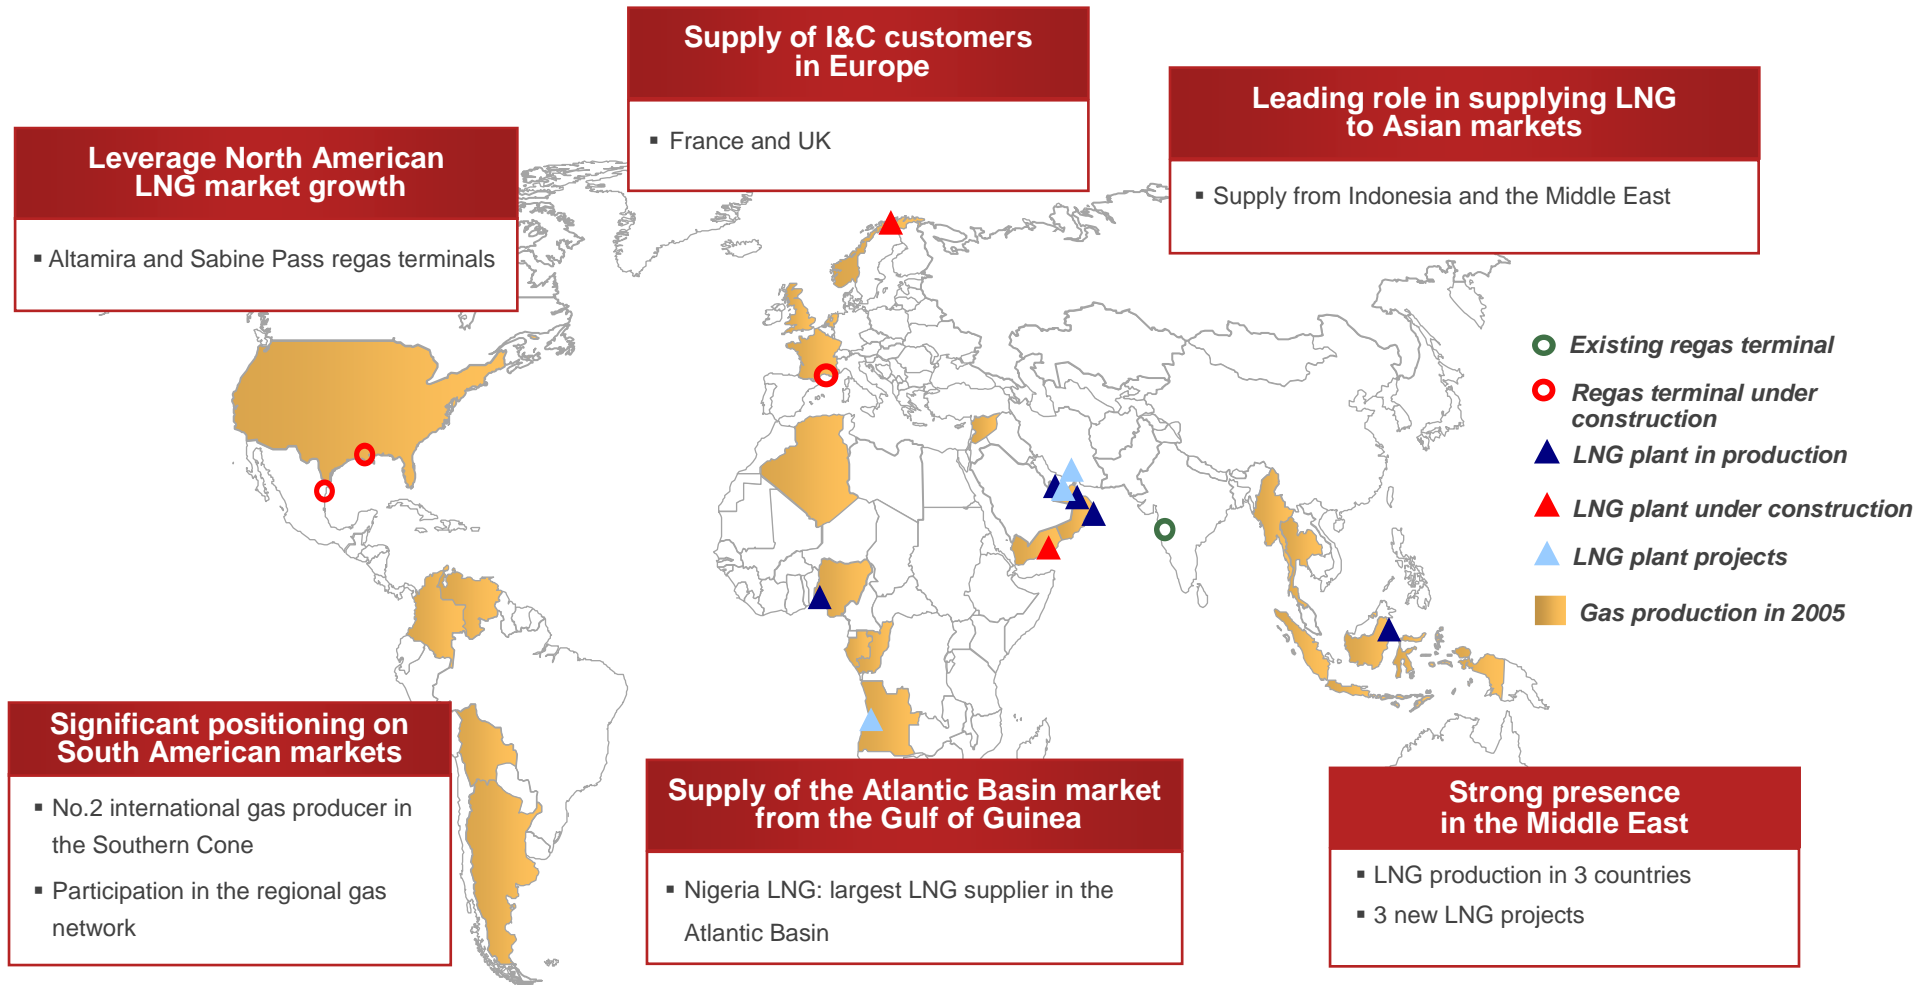 Supply of I&C customers
in Europe
▪ France and UK
Leading role in supplying LNG
to Asian markets
▪ Supply from Indonesia and the Middle East
Leverage North American
LNG market growth
▪ Altamira and Sabine Pass regas terminals
Existing regas terminal
Regas terminal under
construction
LNG plant in production
LNG plant under construction
LNG plant projects
Gas production in 2005
Significant positioning on
South American markets
▪ No.2 international gas producer in
the Southern Cone
▪ Participation in the regional gas
network
Supply of the Atlantic Basin market
from the Gulf of Guinea
▪ Nigeria LNG: largest LNG supplier in the
Atlantic Basin
Strong presence
in the Middle East
▪ LNG production in 3 countries
▪ 3 new LNG projects